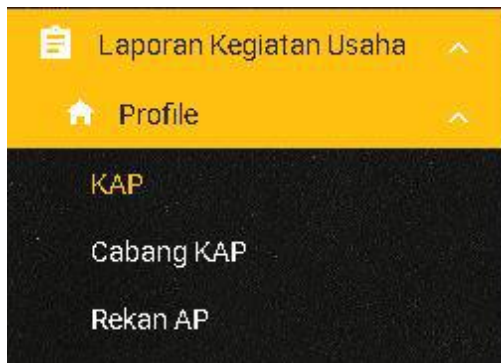 Laporan Kegiatan Usaha
Profile
KAP
Cabang KAP
Rekan AP